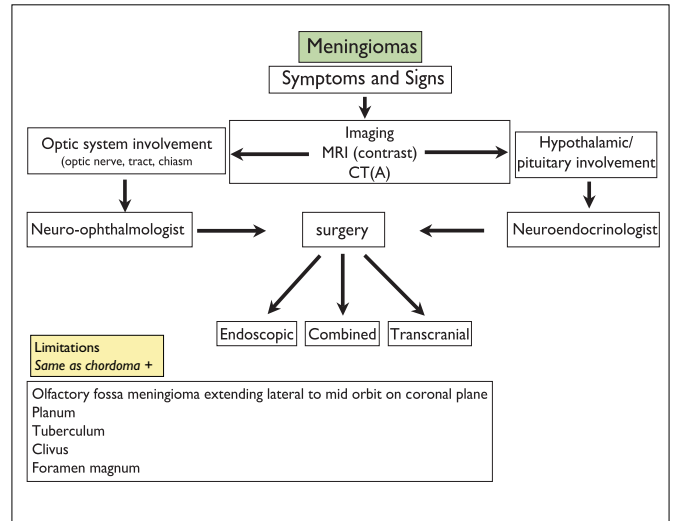 Meningiomas
Symptoms and Signs
Imaging
MRI (contrast)
CT(A)
Optic system involvement
(optic nerve, tract, chiasm
Hypothalamic/
pituitary involvement
Neuro-ophthalmologist
surgery
Neuroendocrinologist
Endoscopic
Combined
Transcranial
Limitations
Same as chordoma +
Olfactory fossa meningioma extending lateral to mid orbit on coronal plane
Planum
Tuberculum
Clivus
Foramen magnum